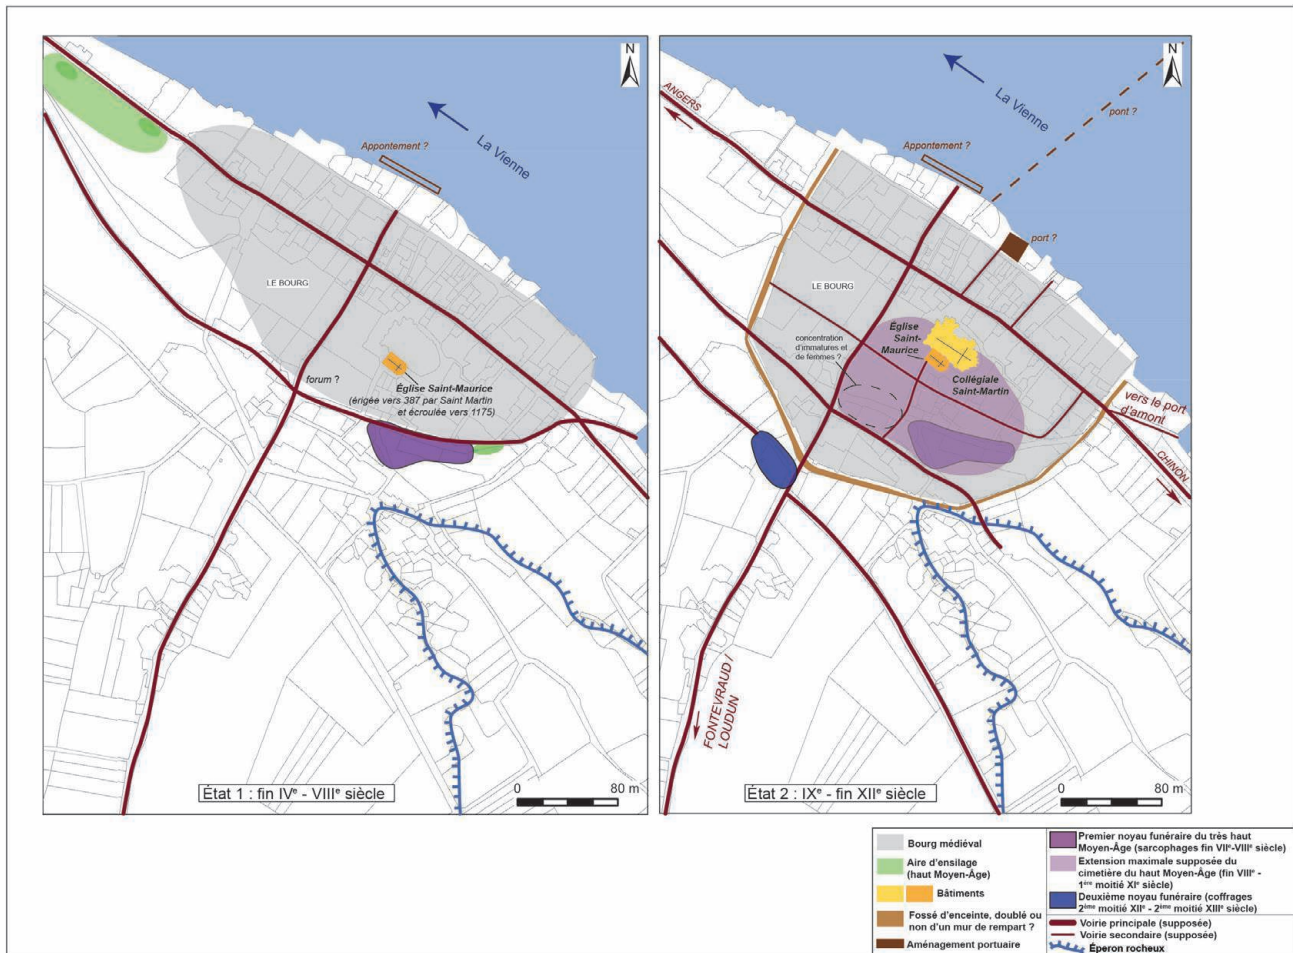 N
La Vienne
Appontement ?
LE BOURG
forum ?
Église Saint-Maurice
(érigée vers 387 par Saint Martin
et écroulée vers 1175)
État 1 : fin IVᵉ - VIIIᵉ siècle
0 80 m
N
ANGERS
La Vienne
pont ?
Appontement ?
port ?
LE BOURG
concentration
d'immatures et
de femmes ?
Église
Saint-
Maurice
Collégiale
Saint-Martin
vers le port
d'amont
CHINON
FONTEVRAUD /
LOUDUN
État 2 : IXᵉ - fin XIIᵉ siècle
0 80 m
Bourg médiéval
Aire d'ensilage
(haut Moyen-Âge)
Bâtiments
Fossé d'enceinte, doublé ou
non d'un mur de rempart ?
Aménagement portuaire
Premier noyau funéraire du très haut
Moyen-Âge (sarcophages fin VIIᵉ-VIIIᵉ siècle)
Extension maximale supposée du
cimetière du haut Moyen-Âge (fin VIIIᵉ -
1ère moitié XIᵉ siècle)
Deuxième noyau funéraire (coffrages
2ème moitié XIIᵉ - 2ème moitié XIIIᵉ siècle)
Voirie principale (supposée)
Voirie secondaire (supposée)
Éperon rocheux